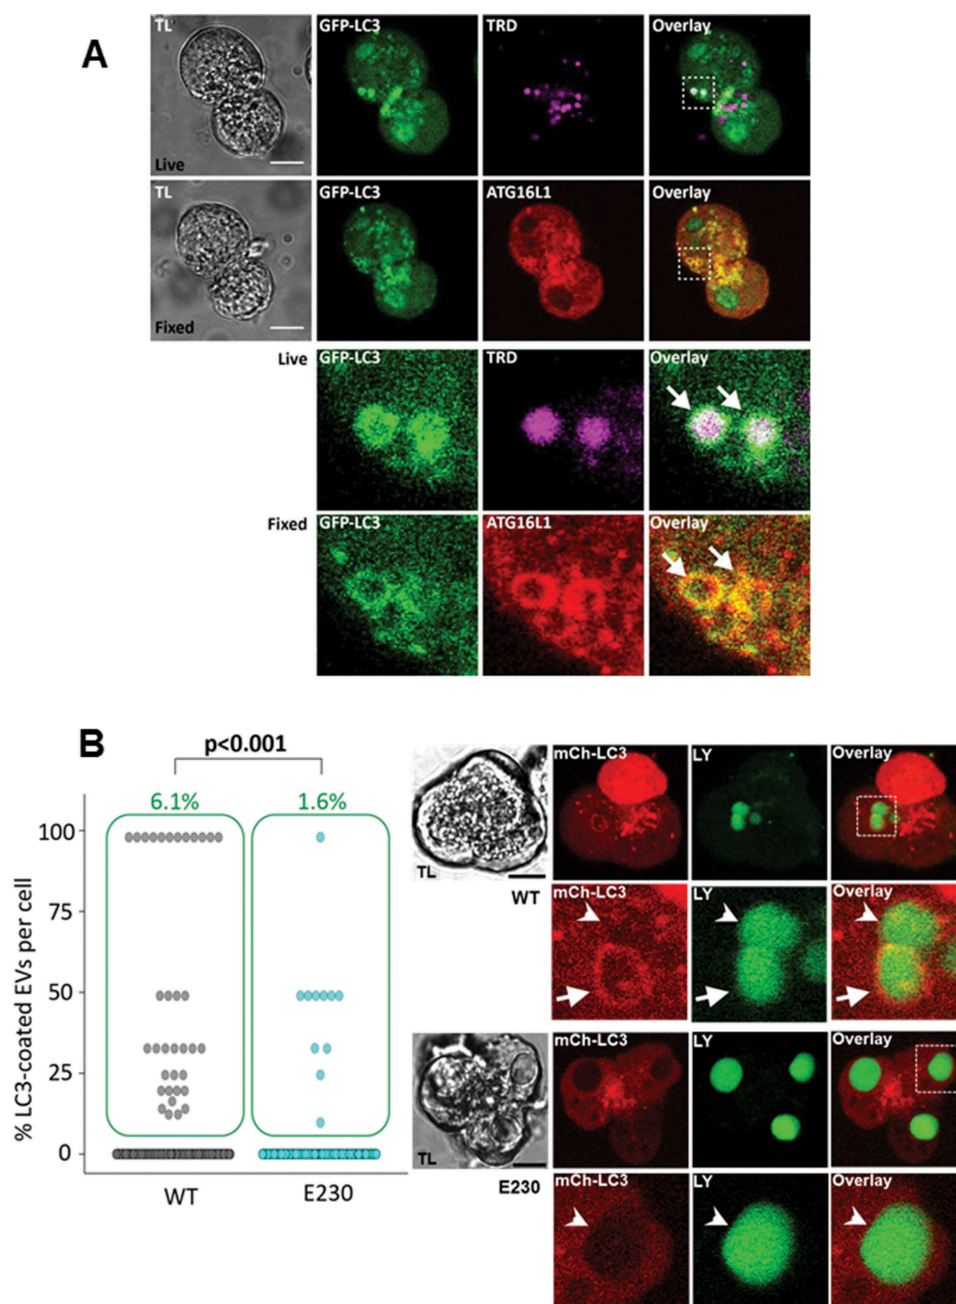 A
TL GFP-LC3 TRD Overlay
Live
TL GFP-LC3 ATG16L1 Overlay
Fixed
Live GFP-LC3 TRD Overlay
Fixed GFP-LC3 ATG16L1 Overlay
B
p<0.001
6.1% 1.6%
100
75
50
25
0
% LC3-coated EVs per cell
WT E230
mCh-LC3 LY Overlay
TL
WT
mCh-LC3 LY Overlay
mCh-LC3 LY Overlay
TL
E230
mCh-LC3 LY Overlay